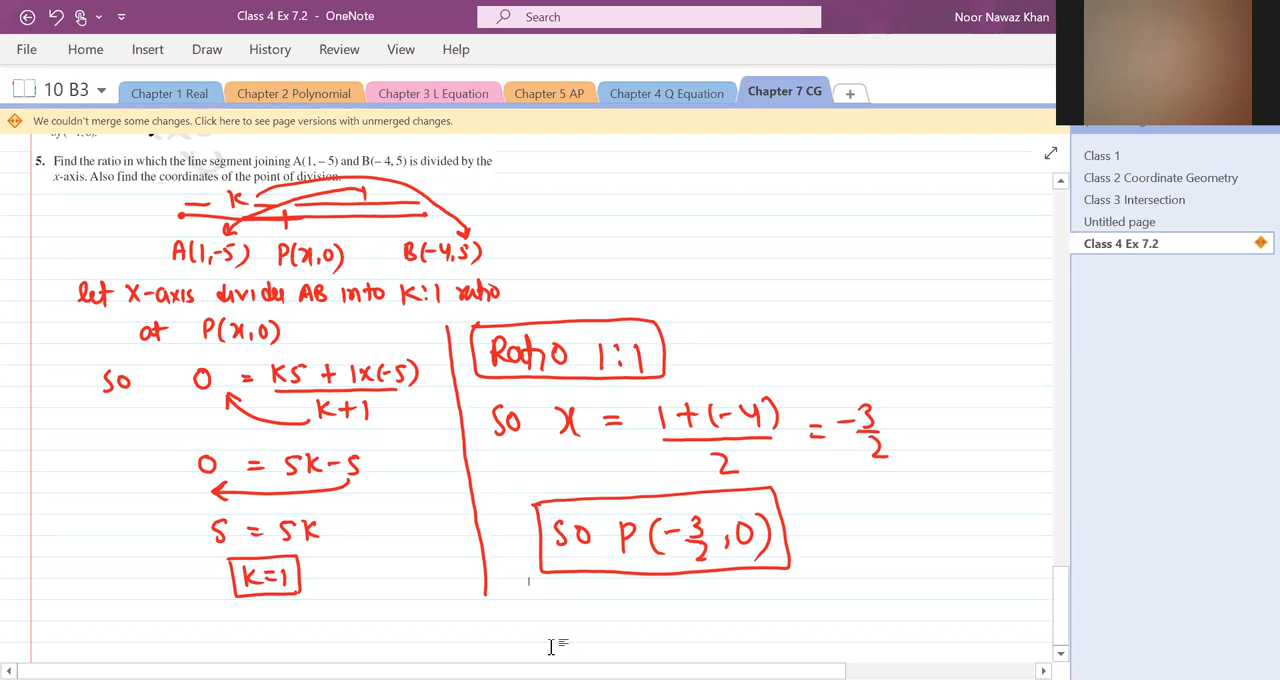 Class 4 Ex 7.2 - OneNote
Search
Noor Nawaz Khan
File Home Insert Draw History Review View Help
10 B3
Chapter 1 Real
Chapter 2 Polynomial
Chapter 3 L Equation
Chapter 5 AP
Chapter 4 Q Equation
Chapter 7 CG
We couldn't merge some changes. Click here to see page versions with unmerged changes.
5. Find the ratio in which the line segment joining A(1, – 5) and B(– 4, 5) is divided by the
x-axis. Also find the coordinates of the point of division.
K
A(1,-5) P(x,0) B(-4,5)
let X-axis divides AB into K:1 ratio
at P(x,0)
so 0 = K5 + 1x(-5)
K+1
0 = 5K-5
5 = 5K
K=1
Ratio 1:1
So x = 1+(-4) = -3/2
2
SO P(-3/2,0)
Class 1
Class 2 Coordinate Geometry
Class 3 Intersection
Untitled page
Class 4 Ex 7.2